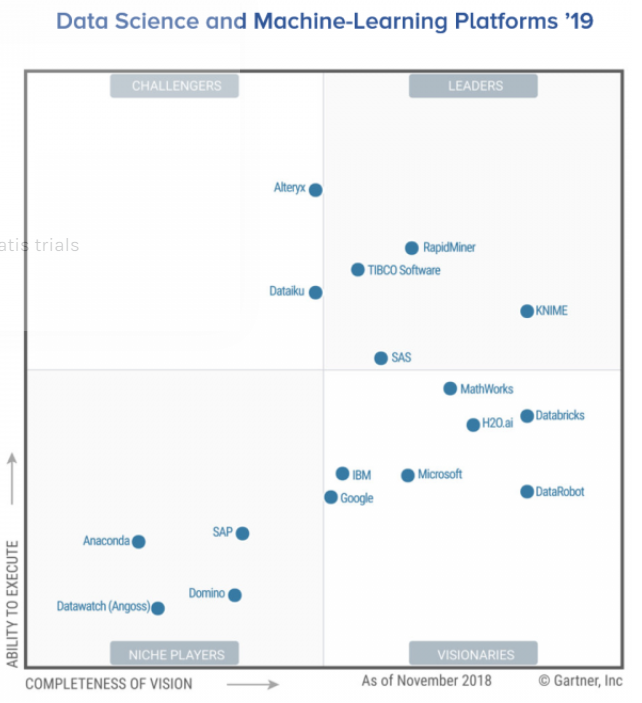 Data Science and Machine-Learning Platforms ’19
CHALLENGERS
LEADERS
Alteryx
atis trials
RapidMiner
TIBCO Software
Dataiku
KNIME
SAS
MathWorks
Databricks
H2O.ai
IBM
Microsoft
Google
DataRobot
SAP
Anaconda
Domino
Datawatch (Angoss)
NICHE PLAYERS
VISIONARIES
ABILITY TO EXECUTE
COMPLETENESS OF VISION
As of November 2018
© Gartner, Inc